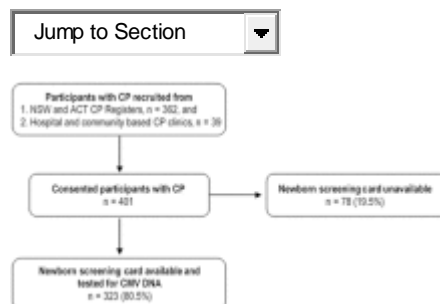 Jump to Section
Participants with CP recruited from
1. NSW and ACT CP Registers, n = 362, and
2. Hospital and community based CP clinics, n = 39
Consented participants with CP
n = 401
Newborn screening card unavailable
n = 78 (19.5%)
Newborn screening card available and
tested for CMV DNA
n = 323 (80.5%)